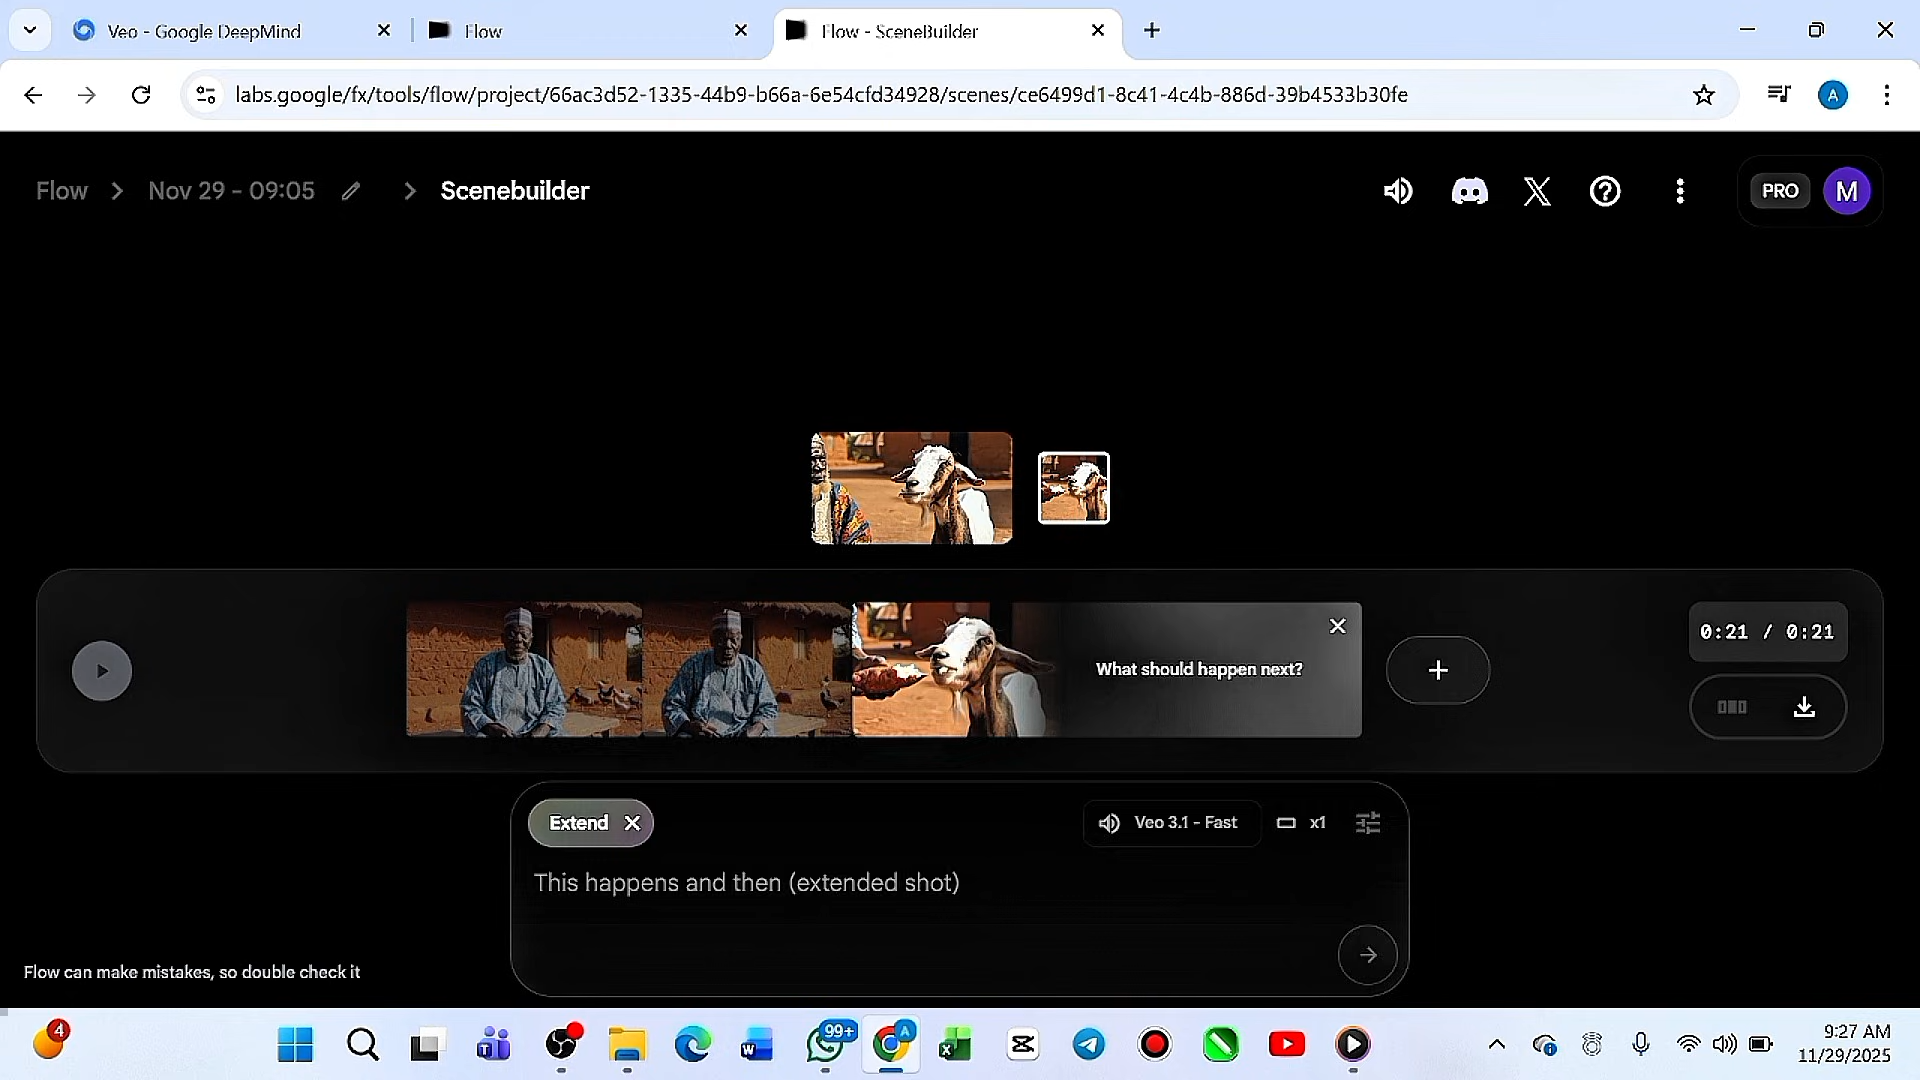 Veo - Google DeepMind
Flow
Flow - SceneBuilder
labs.google/fx/tools/flow/project/66ac3d52-1335-44b9-b66a-6e54cfd34928/scenes/ce6499d1-8c41-4c4b-886d-39b4533b30fe
A
Flow > Nov 29 - 09:05 > Scenebuilder
PRO M
What should happen next?
0:21 / 0:21
Extend
Veo 3.1 - Fast x1
This happens and then (extended shot)
Flow can make mistakes, so double check it
4
99+
A
9:27 AM
11/29/2025